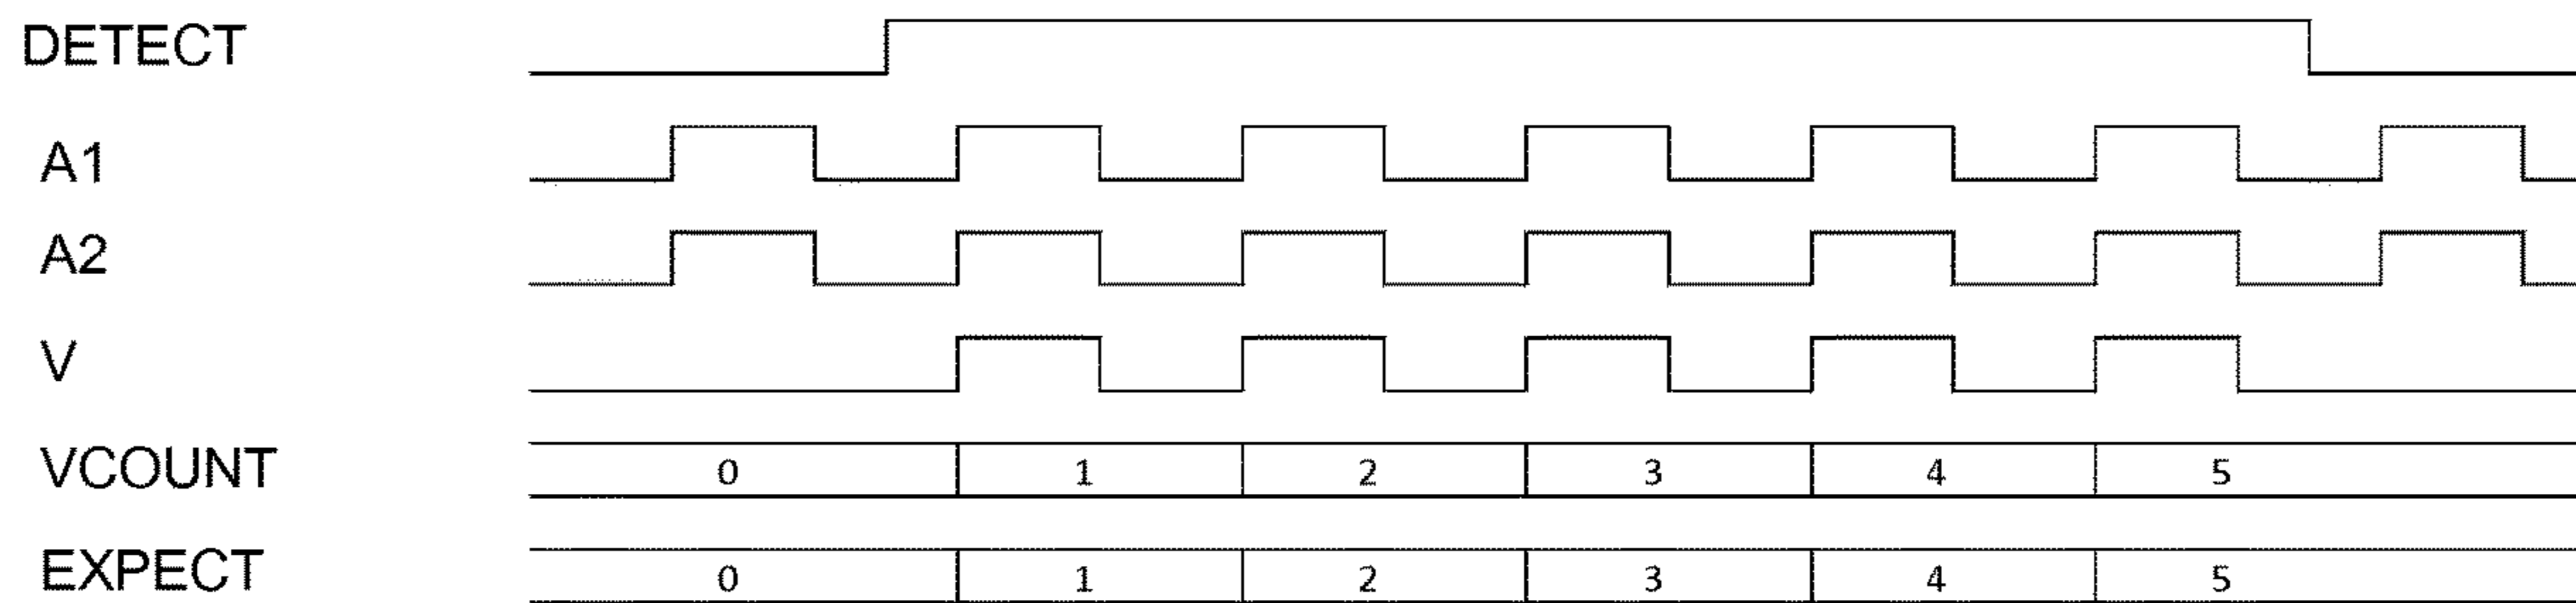 DETECT
A1
A2
V
VCOUNT 0 1 2 3 4 5
EXPECT 0 1 2 3 4 5